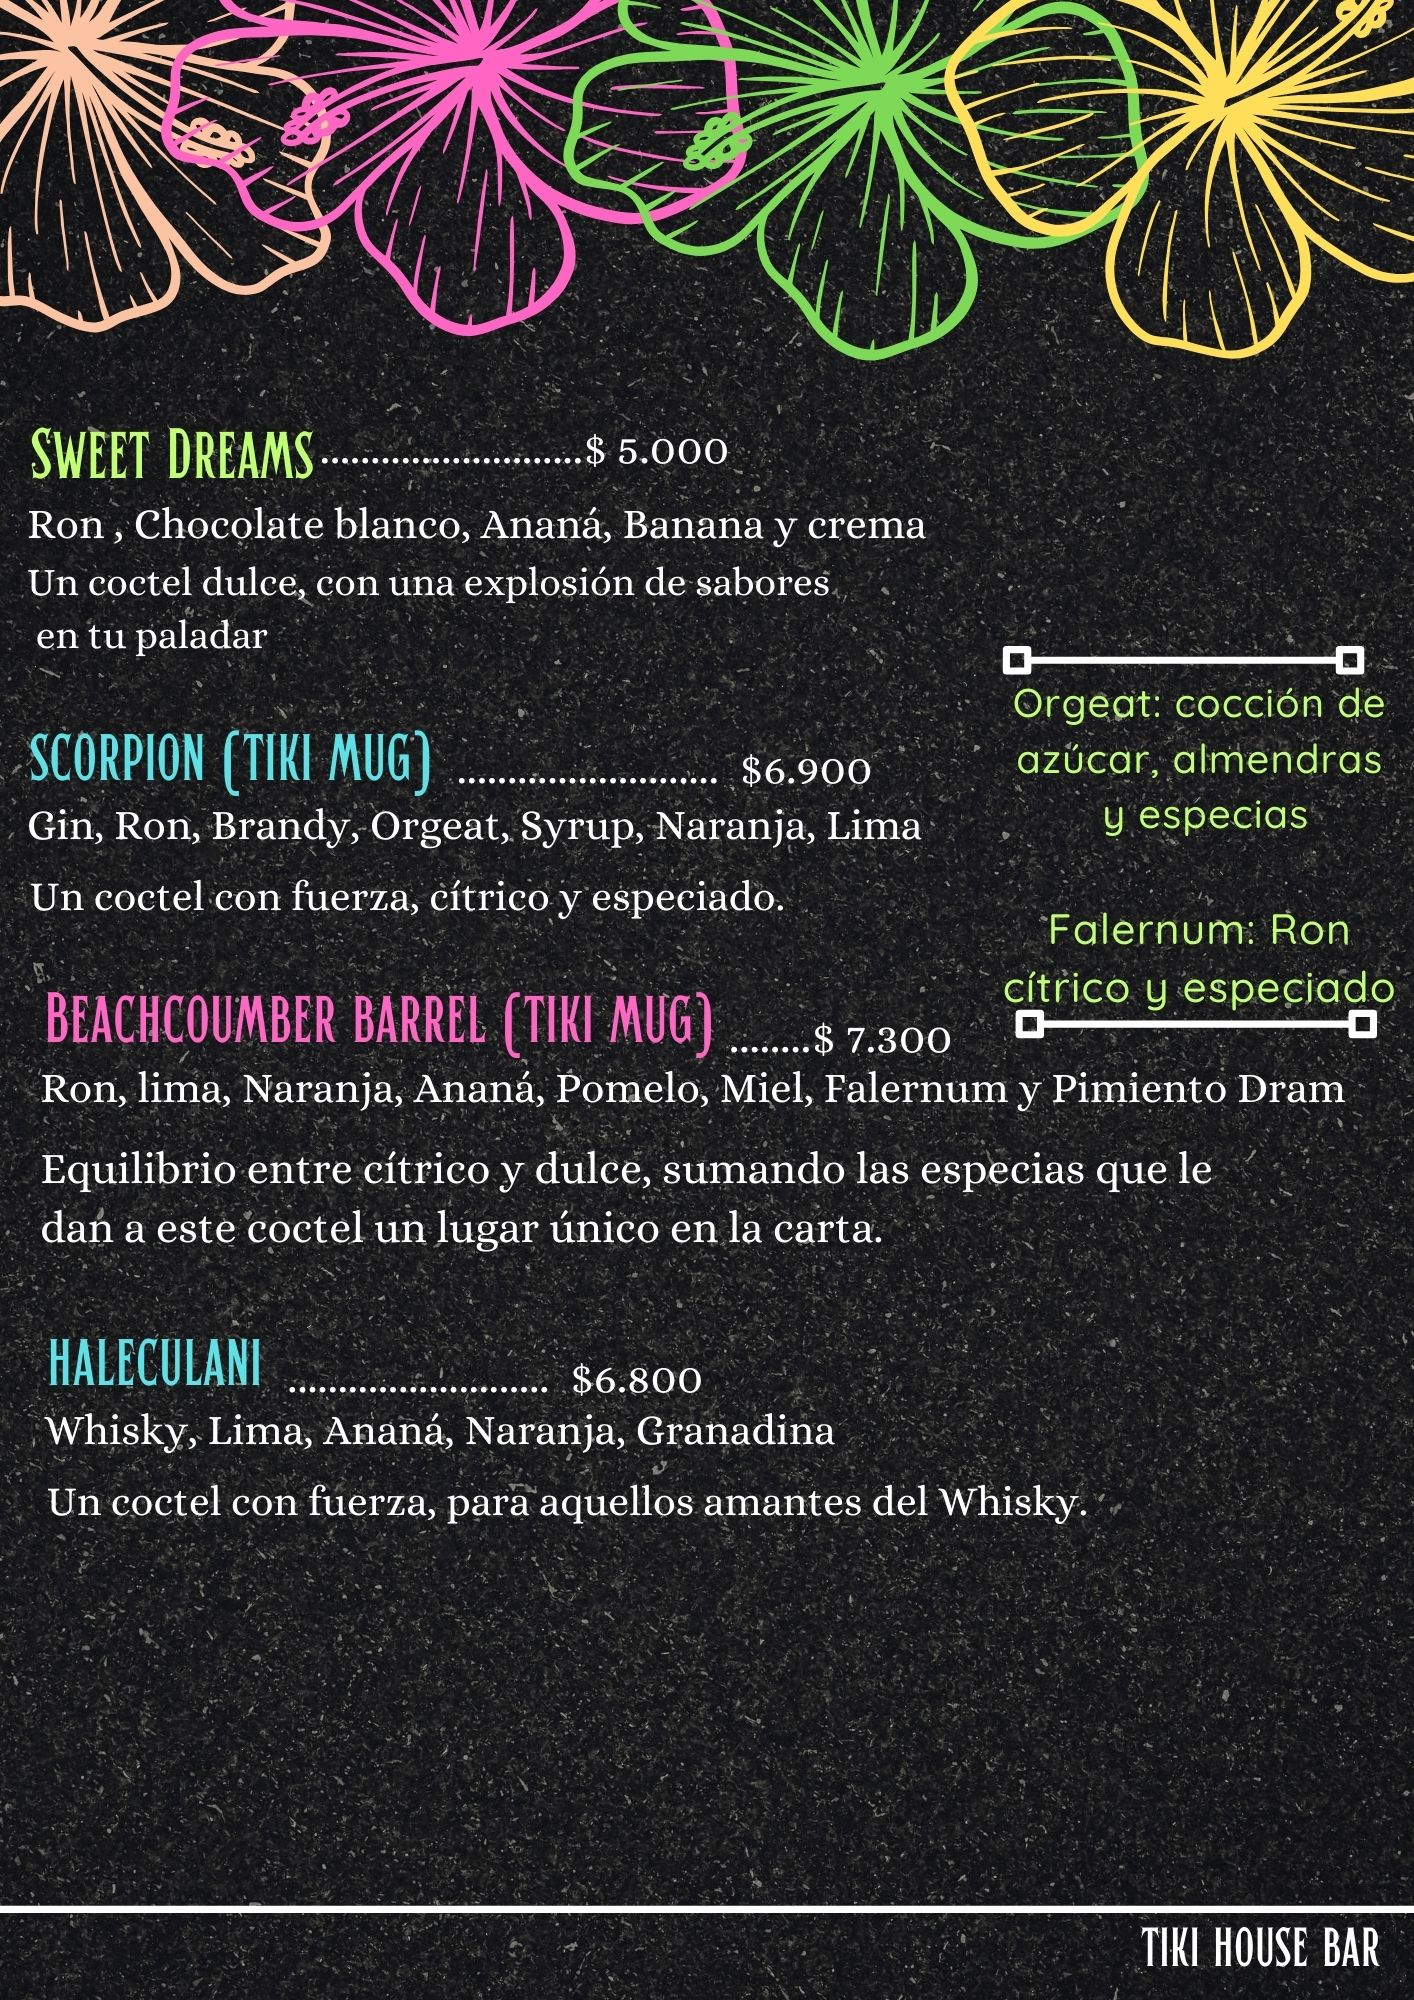 Sweet Dreams..........................$ 5.000
Ron , Chocolate blanco, Ananá, Banana y crema
Un coctel dulce, con una explosión de sabores
en tu paladar
SCORPION (TIKI MUG) .......................... $6.900
Gin, Ron, Brandy, Orgeat, Syrup, Naranja, Lima
Un coctel con fuerza, cítrico y especiado.
Orgeat: cocción de
azúcar, almendras
y especias
Falernum: Ron
cítrico y especiado
Beachcoumber barrel (tiki mug) ........$ 7.300
Ron, lima, Naranja, Ananá, Pomelo, Miel, Falernum y Pimiento Dram
Equilibrio entre cítrico y dulce, sumando las especias que le
dan a este coctel un lugar único en la carta.
HALECULANI .......................... $6.800
Whisky, Lima, Ananá, Naranja, Granadina
Un coctel con fuerza, para aquellos amantes del Whisky.
TIKI HOUSE BAR